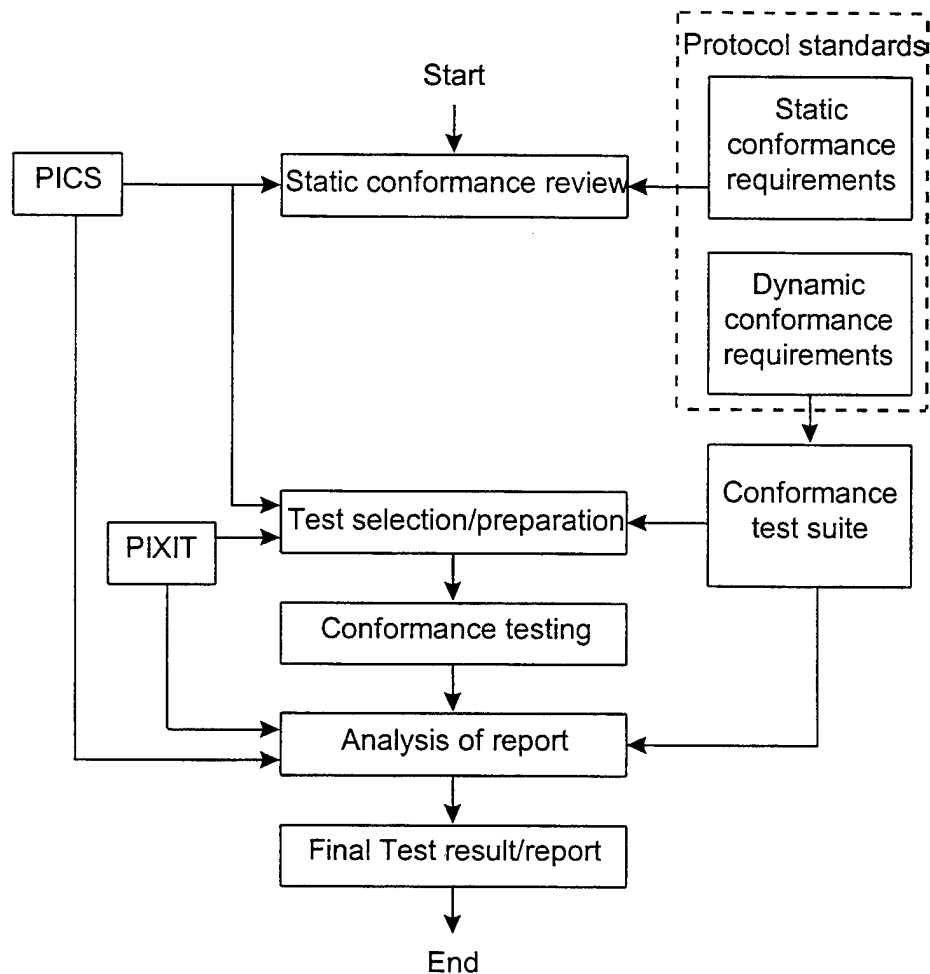 Protocol standards
Start
Static
conformance
requirements
PICS
Static conformance review
Dynamic
conformance
requirements
Conformance
test suite
Test selection/preparation
PIXIT
Conformance testing
Analysis of report
Final Test result/report
End